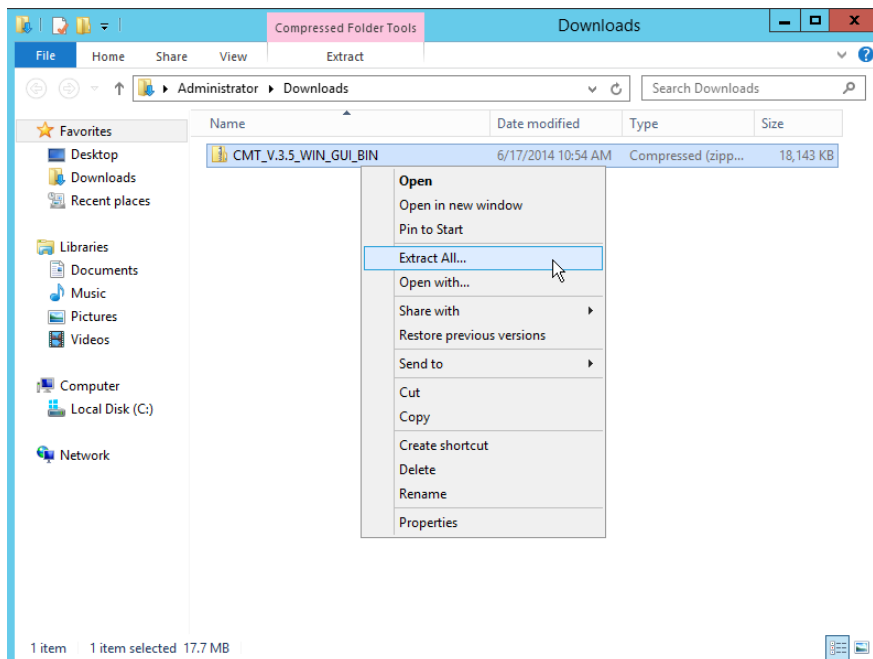 Compressed Folder Tools
Downloads
File
Home
Share
View
Extract
Administrator
Downloads
Search Downloads
Favorites
Desktop
Downloads
Recent places
Libraries
Documents
Music
Pictures
Videos
Computer
Local Disk (C:)
Network
Name
Date modified
Type
Size
CMT_V.3.5_WIN_GUI_BIN
6/17/2014 10:54 AM
Compressed (zipp...
18,143 KB
Open
Open in new window
Pin to Start
Extract All...
Open with...
Share with
Restore previous versions
Send to
Cut
Copy
Create shortcut
Delete
Rename
Properties
1 item
1 item selected 17.7 MB